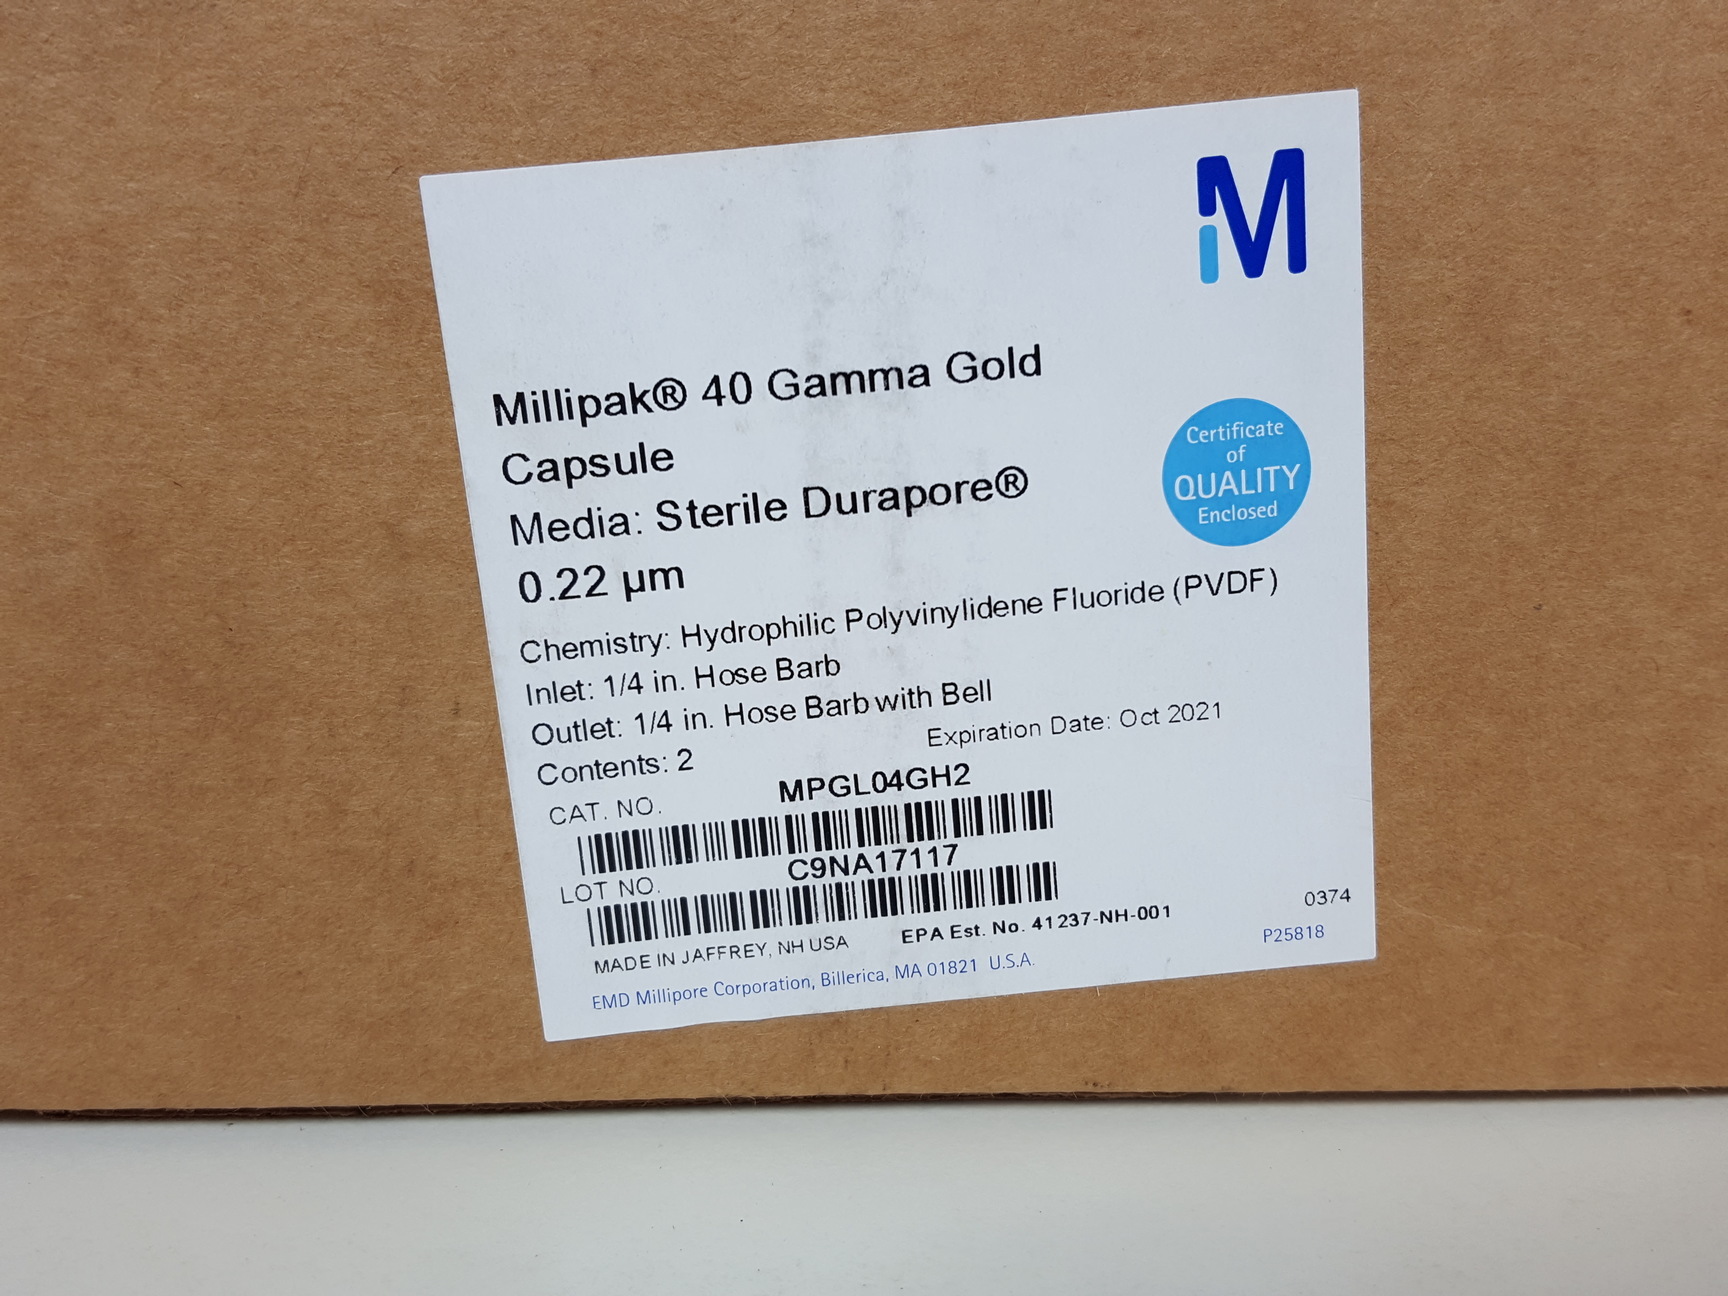 M
Millipak® 40 Gamma Gold
Capsule
Media: Sterile Durapore®
0.22 µm
Certificate
of
QUALITY
Enclosed
Chemistry: Hydrophilic Polyvinylidene Fluoride (PVDF)
Inlet: 1/4 in. Hose Barb
Outlet: 1/4 in. Hose Barb with Bell
Contents: 2
Expiration Date: Oct 2021
CAT. NO.
MPGL04GH2
LOT NO.
C9NA17117
MADE IN JAFFREY, NH USA
EPA Est. No. 41237-NH-001
0374
EMD Millipore Corporation, Billerica, MA 01821 U.S.A.
P25818